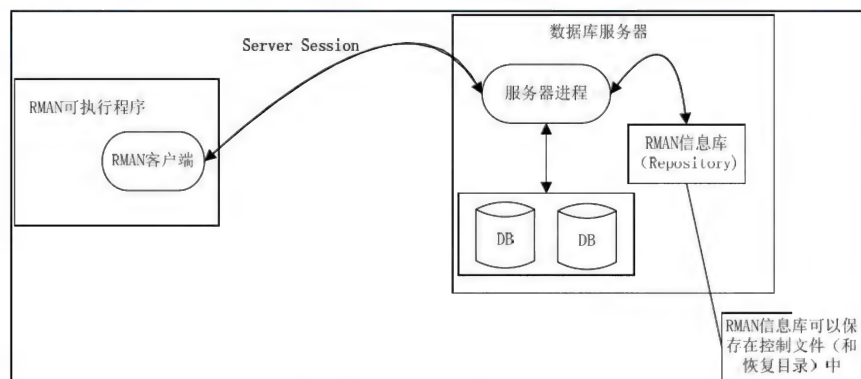 数据库服务器
Server Session
服务器进程
RMAN可执行程序
RMAN客户端
RMAN信息库
（Repository)
DB
DB
RMAN信息库可以保
存在控制文件（和
恢复目录）中